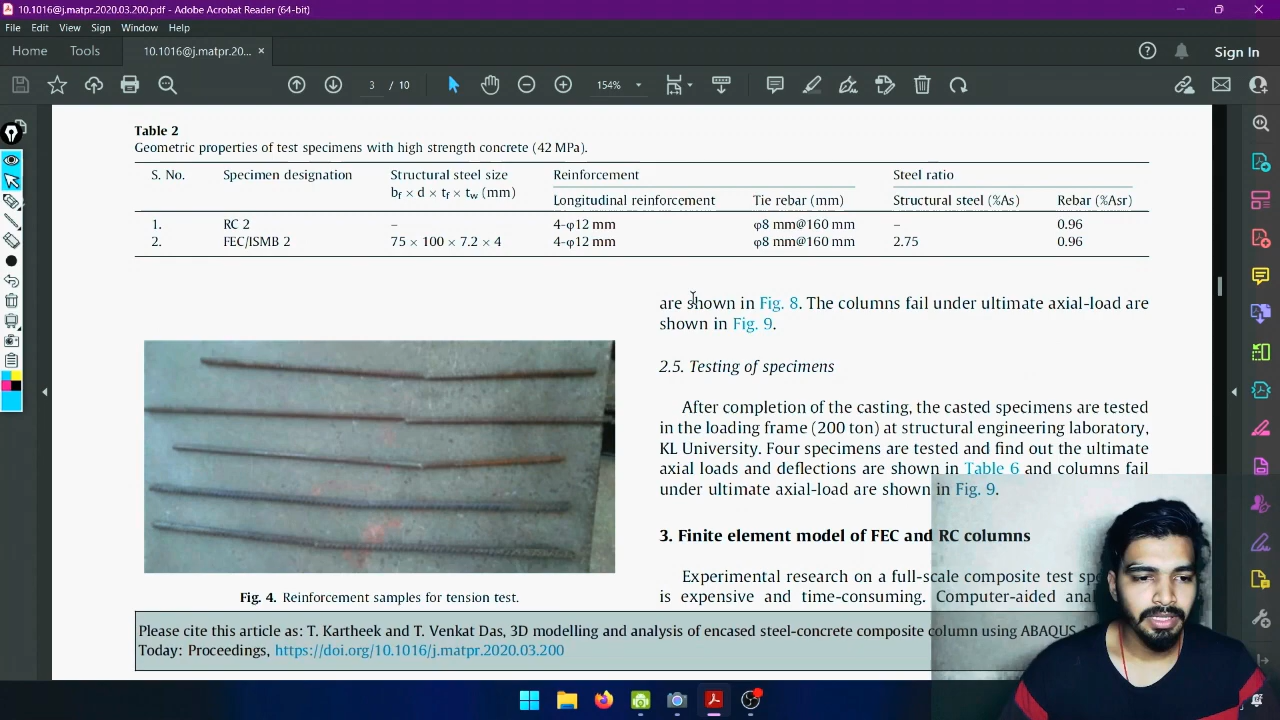 10.1016@j.matpr.2020.03.200.pdf - Adobe Acrobat Reader (64-bit)
File Edit View Sign Window Help
Home Tools 10.1016@j.matpr.20... × Sign In
3 / 10 154%
Table 2
Geometric properties of test specimens with high strength concrete (42 MPa).
S. No. Specimen designation Structural steel size Reinforcement Steel ratio
bf × d × tf × tw (mm)
Longitudinal reinforcement Tie rebar (mm) Structural steel (%As) Rebar (%Asr)
1. RC 2 – 4-φ12 mm φ8 mm@160 mm – 0.96
2. FEC/ISMB 2 75 × 100 × 7.2 × 4 4-φ12 mm φ8 mm@160 mm 2.75 0.96
Fig. 4. Reinforcement samples for tension test.
are shown in Fig. 8. The columns fail under ultimate axial-load are
shown in Fig. 9.
2.5. Testing of specimens
After completion of the casting, the casted specimens are tested
in the loading frame (200 ton) at structural engineering laboratory,
KL University. Four specimens are tested and find out the ultimate
axial loads and deflections are shown in Table 6 and columns fail
under ultimate axial-load are shown in Fig. 9.
3. Finite element model of FEC and RC columns
Experimental research on a full-scale composite test
is expensive and time-consuming. Computer-aided
Please cite this article as: T. Kartheek and T. Venkat Das, 3D modelling and analysis of encased steel-concrete composite column using ABAQUS,
Today: Proceedings, https://doi.org/10.1016/j.matpr.2020.03.200